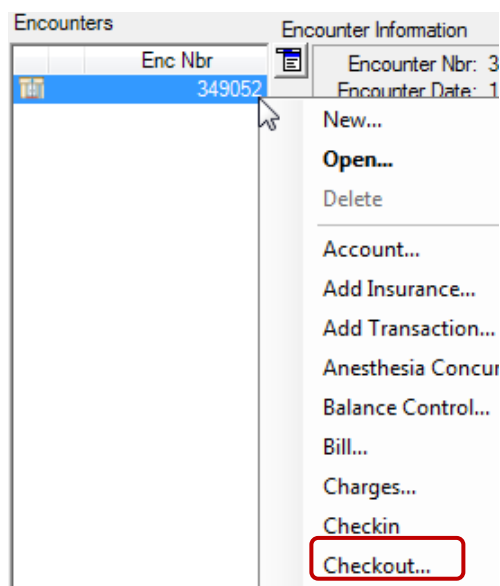 Encounters
Encounter Information
Enc Nbr
Encounter Nbr: 3
349052
Encounter Date: 1
New...
Open...
Delete
Account...
Add Insurance...
Add Transaction...
Anesthesia Concur
Balance Control...
Bill...
Charges...
Checkin
Checkout...